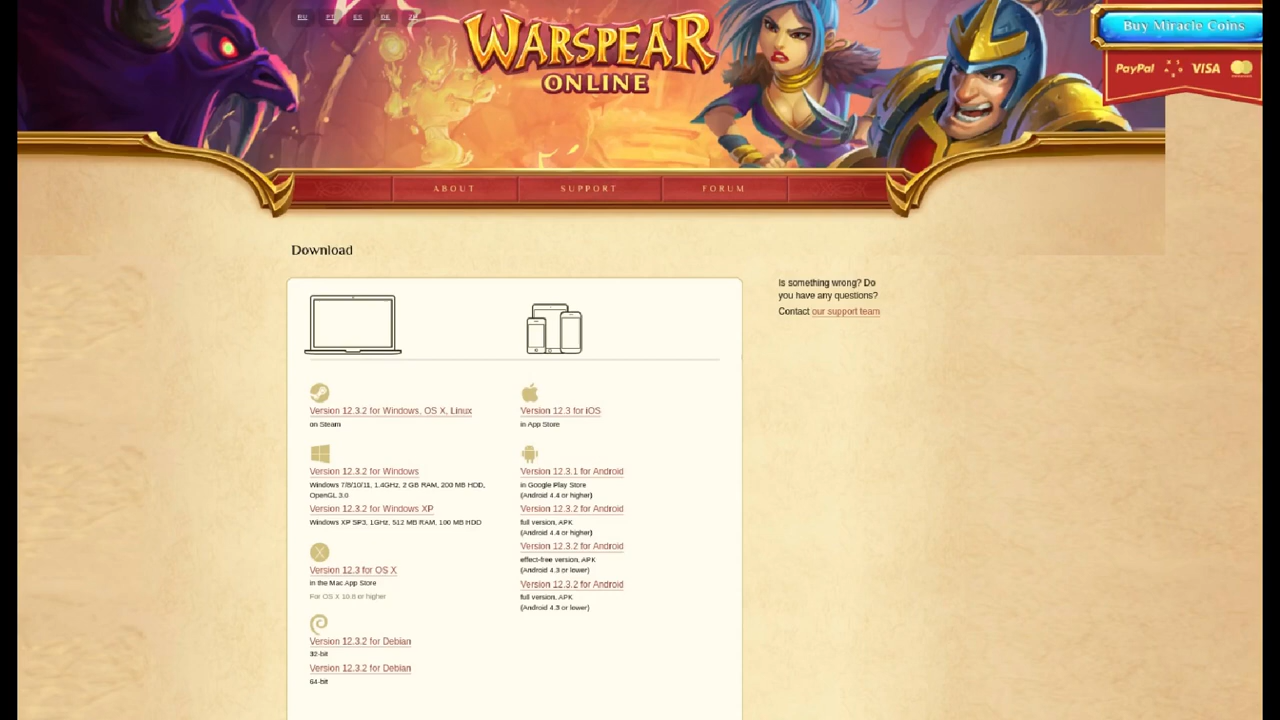 RU PT ES DE ZH
WARSPEAR
ONLINE
Buy Miracle Coins
PayPal VISA
ABOUT SUPPORT FORUM
Download
Is something wrong? Do
you have any questions?
Contact our support team
Version 12.3.2 for Windows, OS X, Linux
on Steam
Version 12.3.2 for Windows
Windows 7/8/10/11, 1.4GHz, 2 GB RAM, 200 MB HDD,
OpenGL 3.0
Version 12.3.2 for Windows XP
Windows XP SP3, 1GHz, 512 MB RAM, 100 MB HDD
Version 12.3 for OS X
in the Mac App Store
For OS X 10.8 or higher
Version 12.3.2 for Debian
32-bit
Version 12.3.2 for Debian
64-bit
Version 12.3 for iOS
in App Store
Version 12.3.1 for Android
in Google Play Store
(Android 4.4 or higher)
Version 12.3.2 for Android
full version, APK
(Android 4.4 or higher)
Version 12.3.2 for Android
effect-free version, APK
(Android 4.3 or lower)
Version 12.3.2 for Android
full version, APK
(Android 4.3 or lower)